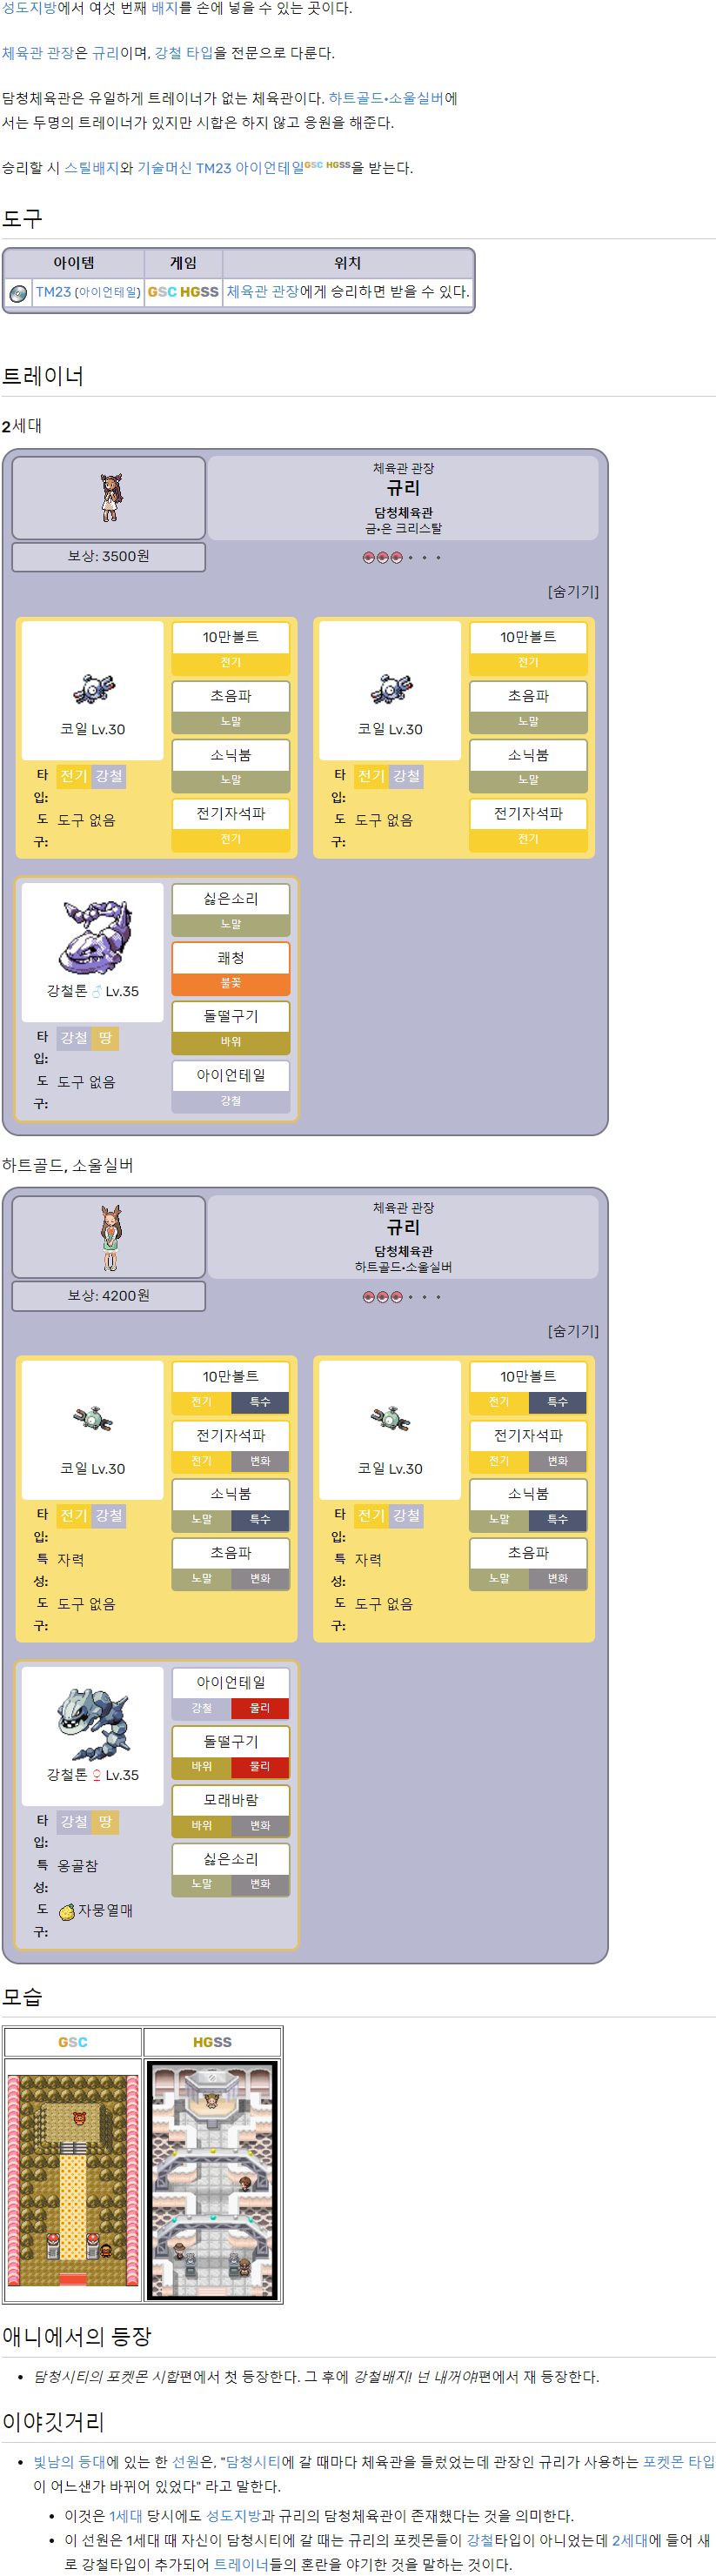 성도지방에서 여섯 번째 배지를 손에 넣을 수 있는 곳이다.
체육관 관장은 규리이며, 강철 타입을 전문으로 다룬다.
담청체육관은 유일하게 트레이너가 없는 체육관이다. 하트골드•소울실버에
서는 두명의 트레이너가 있지만 시합은 하지 않고 응원을 해준다.
승리할 시 스틸배지와 기술머신 TM23 아이언테일GSC HGSS을 받는다.
도구
아이템 게임 위치
TM23 (아이언테일) GSC HGSS 체육관 관장에게 승리하면 받을 수 있다.
트레이너
2세대
체육관 관장
규리
담청체육관
금•은 크리스탈
보상: 3500원
[숨기기]
코일 Lv.30
타입: 전기 강철
도구: 도구 없음
10만볼트
전기
초음파
노말
소닉붐
노말
전기자석파
전기
코일 Lv.30
타입: 전기 강철
도구: 도구 없음
10만볼트
전기
초음파
노말
소닉붐
노말
전기자석파
전기
강철톤 ♂ Lv.35
타입: 강철 땅
도구: 도구 없음
싫은소리
노말
쾌청
불꽃
돌떨구기
바위
아이언테일
강철
하트골드, 소울실버
체육관 관장
규리
담청체육관
하트골드•소울실버
보상: 4200원
[숨기기]
코일 Lv.30
타입: 전기 강철
특성: 자력
도구: 도구 없음
10만볼트
전기 특수
전기자석파
전기 변화
소닉붐
노말 특수
초음파
노말 변화
코일 Lv.30
타입: 전기 강철
특성: 자력
도구: 도구 없음
10만볼트
전기 특수
전기자석파
전기 변화
소닉붐
노말 특수
초음파
노말 변화
강철톤 ♀ Lv.35
타입: 강철 땅
특성: 옹골참
도구: 자뭉열매
아이언테일
강철 물리
돌떨구기
바위 물리
모래바람
바위 변화
싫은소리
노말 변화
모습
GSC HGSS
애니에서의 등장
• 담청시티의 포켓몬 시합편에서 첫 등장한다. 그 후에 강철배지! 넌 내꺼야!편에서 재 등장한다.
이야깃거리
• 빛남의 등대에 있는 한 선원은, "담청시티에 갈 때마다 체육관을 들렀었는데 관장인 규리가 사용하는 포켓몬 타입
이 어느샌가 바뀌어 있었다" 라고 말한다.
• 이것은 1세대 당시에도 성도지방과 규리의 담청체육관이 존재했다는 것을 의미한다.
• 이 선원은 1세대 때 자신이 담청시티에 갈 때는 규리의 포켓몬들이 강철타입이 아니었는데 2세대에 들어 새
로 강철타입이 추가되어 트레이너들의 혼란을 야기한 것을 말하는 것이다.